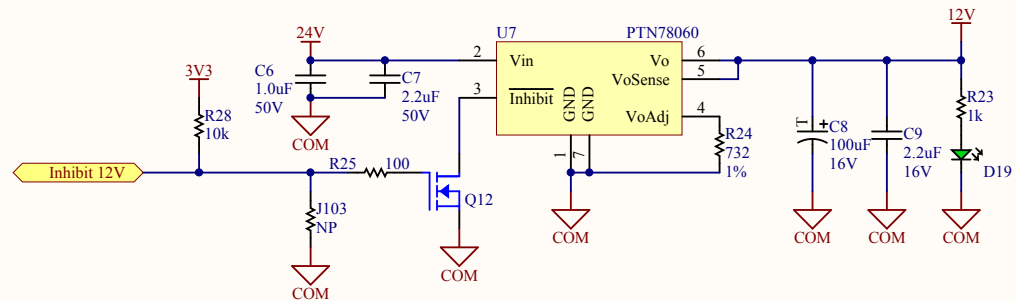 24V
U7
PTN78060
12V
C6
1.0uF
50V
C7
2.2uF
50V
2
Vin
Vo
6
VoSense
5
3
Inhibit
GND
GND
VoAdj
4
1
7
3V3
R28
10k
COM
R24
732
1%
T
+
C8
100uF
16V
C9
2.2uF
16V
R23
1k
D19
Inhibit 12V
R25
100
Q12
J103
NP
COM
COM
COM
COM
COM
COM